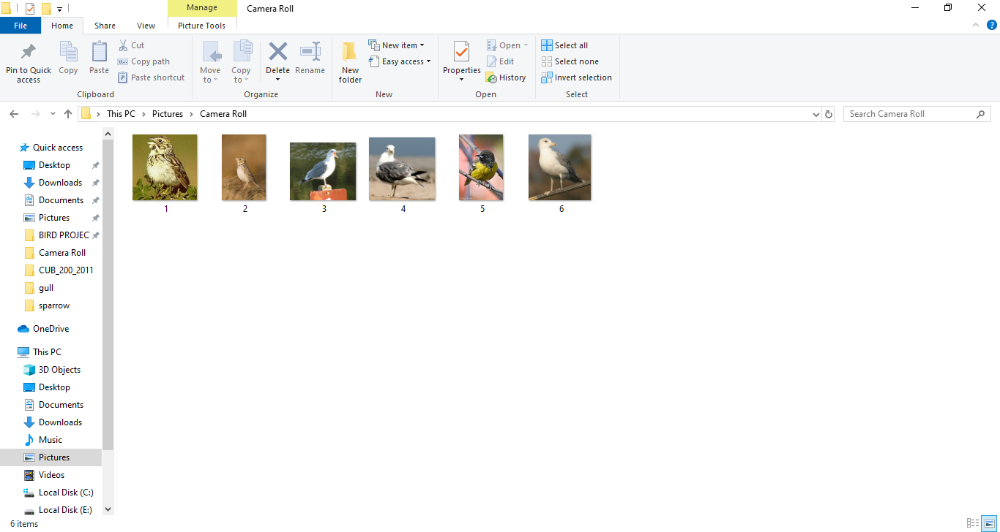 Manage
Camera Roll
File
Home
Share
View
Picture Tools
Pin to Quick access
Copy
Paste
Cut
Copy path
Paste shortcut
Clipboard
Move to
Copy to
Delete
Rename
Organize
New folder
New item
Easy access
New
Properties
Open
Edit
History
Open
Select all
Select none
Invert selection
Select
This PC > Pictures > Camera Roll
Search Camera Roll
Quick access
Desktop
Downloads
Documents
Pictures
BIRD PROJEC
Camera Roll
CUB_200_2011
gull
sparrow
OneDrive
This PC
3D Objects
Desktop
Documents
Downloads
Music
Pictures
Videos
Local Disk (C:)
Local Disk (E:)
1
2
3
4
5
6
6 items